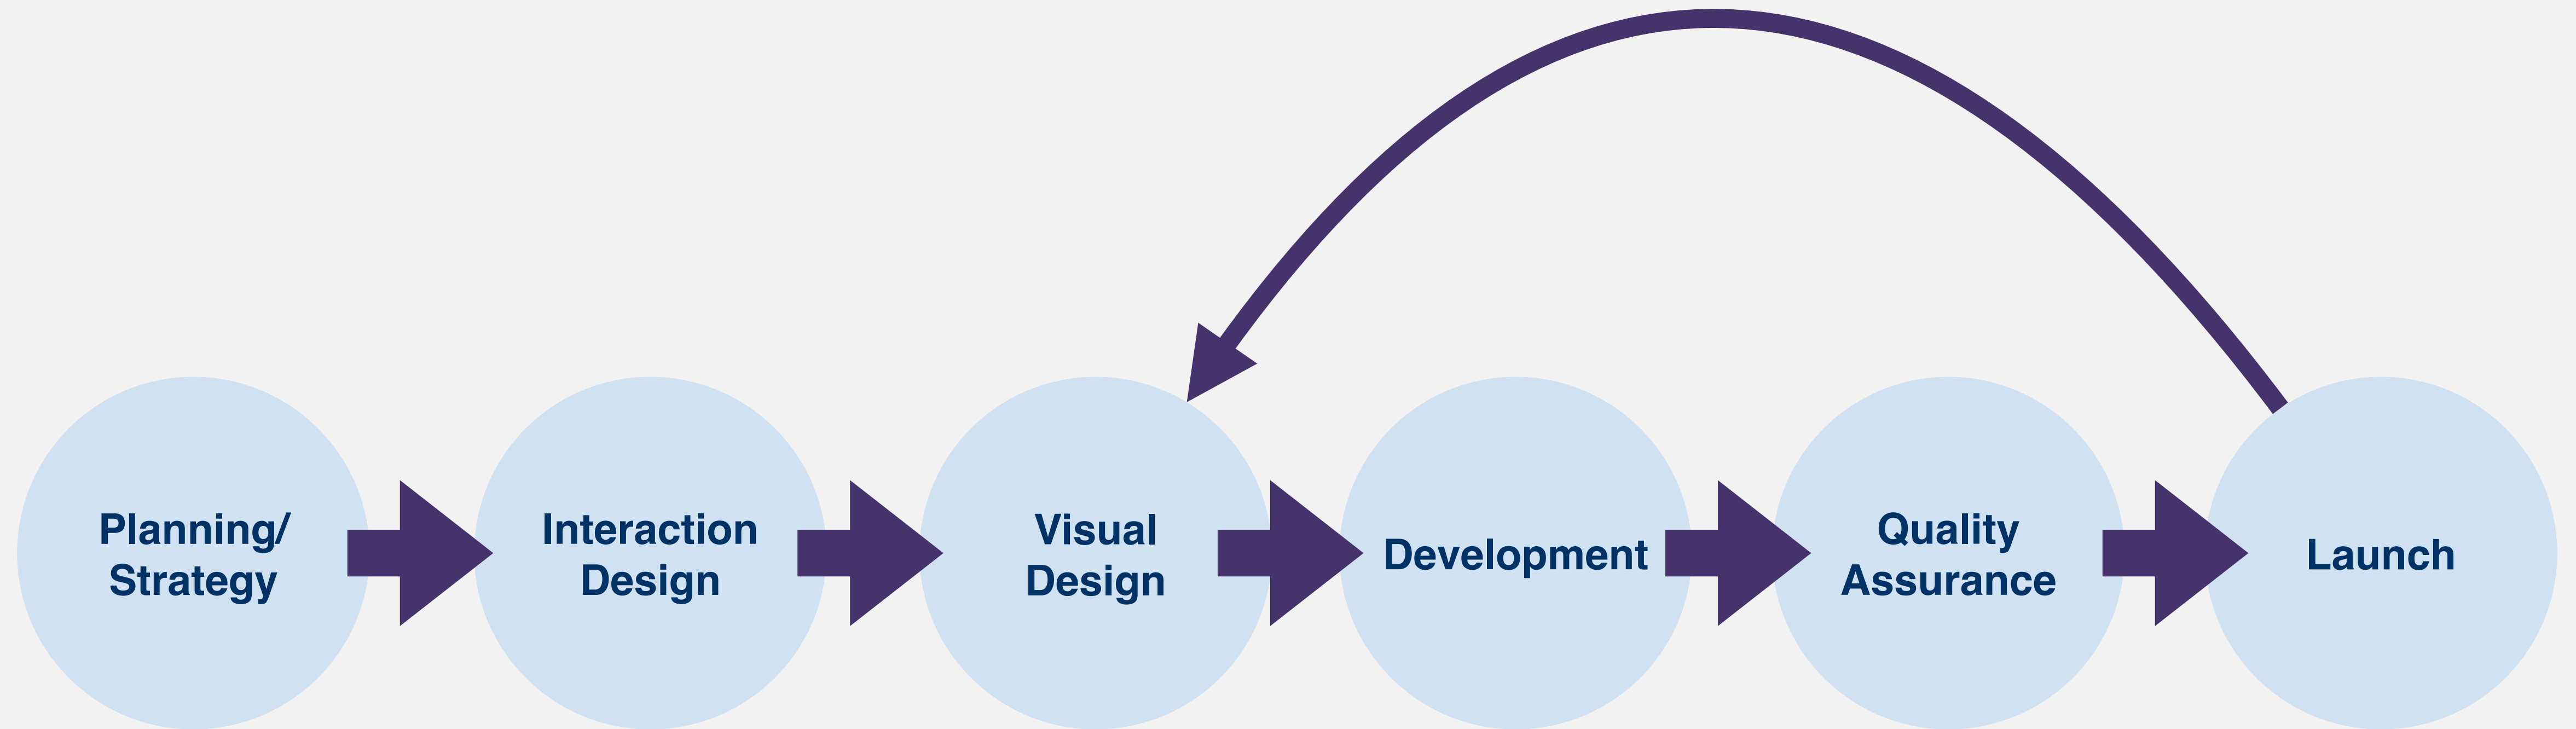 Planning/
Strategy
Interaction
Design
Visual
Design
Development
Quality
Assurance
Launch